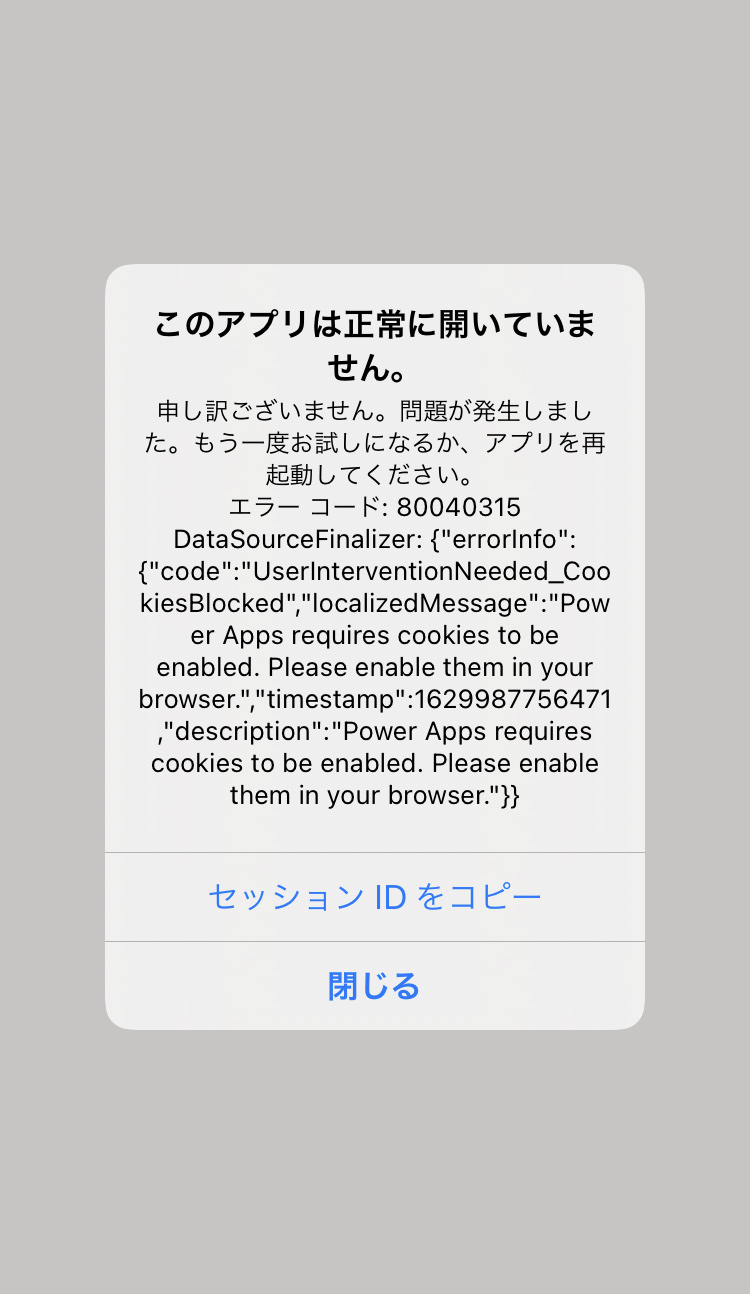 このアプリは正常に開いていま
せん。
申し訳ございません。問題が発生しまし
た。もう一度お試しになるか、アプリを再
起動してください。
エラー コード: 80040315
DataSourceFinalizer: {"errorInfo":
{"code":"UserInterventionNeeded_Coo
kiesBlocked","localizedMessage":"Pow
er Apps requires cookies to be
enabled. Please enable them in your
browser.","timestamp":1629987756471
,"description":"Power Apps requires
cookies to be enabled. Please enable
them in your browser."}}
セッション ID をコピー
閉じる